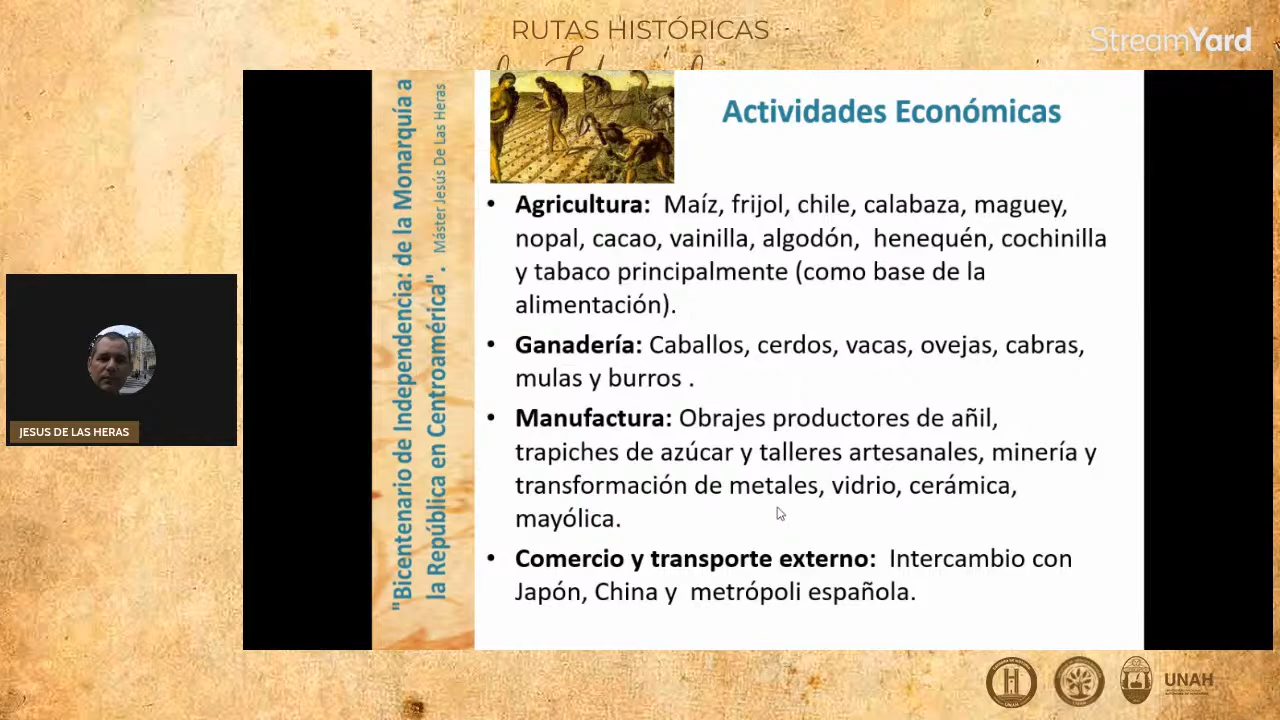 RUTAS HISTÓRICAS
StreamYard
"Bicentenario de Independencia: de la Monarquía a
la República en Centroamérica". Máster Jesús De Las Heras
Actividades Económicas
• Agricultura: Maíz, frijol, chile, calabaza, maguey,
nopal, cacao, vainilla, algodón, henequén, cochinilla
y tabaco principalmente (como base de la
alimentación).
• Ganadería: Caballos, cerdos, vacas, ovejas, cabras,
mulas y burros .
• Manufactura: Obrajes productores de añil,
trapiches de azúcar y talleres artesanales, minería y
transformación de metales, vidrio, cerámica,
mayólica.
• Comercio y transporte externo: Intercambio con
Japón, China y metrópoli española.
JESUS DE LAS HERAS
UNAH